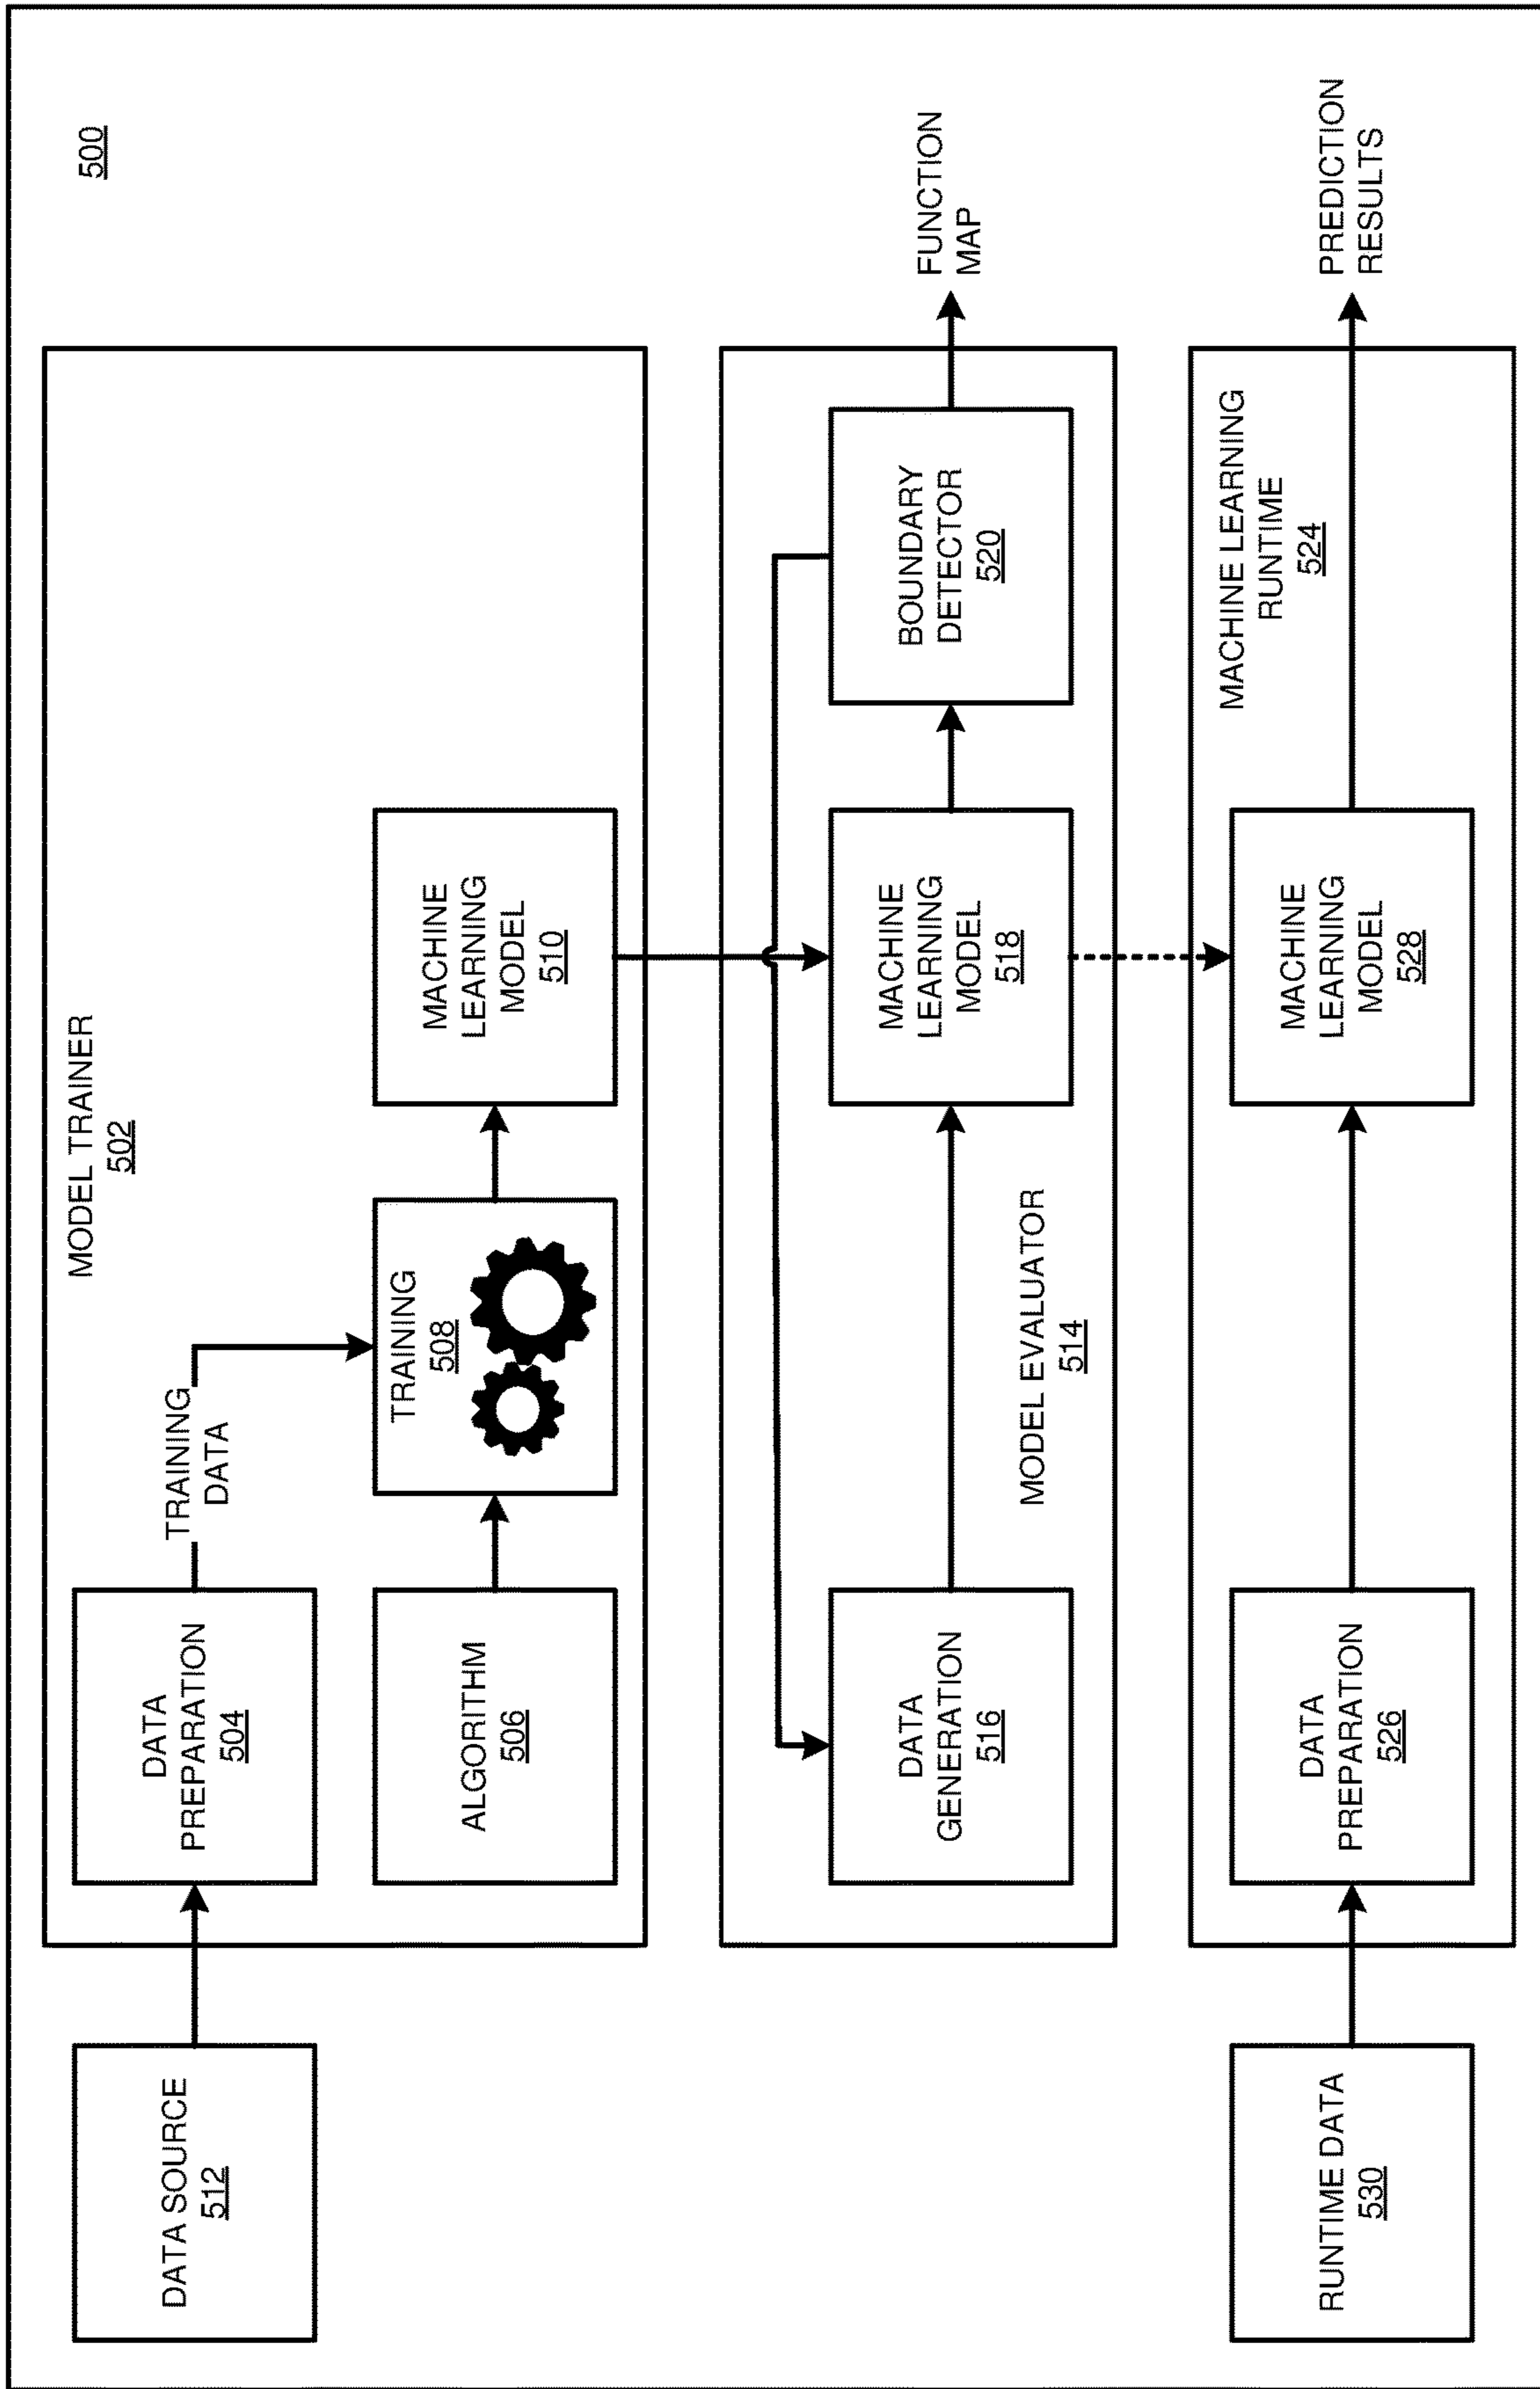 500
MODEL TRAINER
502
DATA SOURCE
512
DATA
PREPARATION
504
TRAINING
DATA
ALGORITHM
506
TRAINING
508
MACHINE
LEARNING
MODEL
510
MODEL EVALUATOR
514
DATA
GENERATION
516
MACHINE
LEARNING
MODEL
518
BOUNDARY
DETECTOR
520
FUNCTION
MAP
MACHINE LEARNING
RUNTIME
524
RUNTIME DATA
530
DATA
PREPARATION
526
MACHINE
LEARNING
MODEL
528
PREDICTION
RESULTS